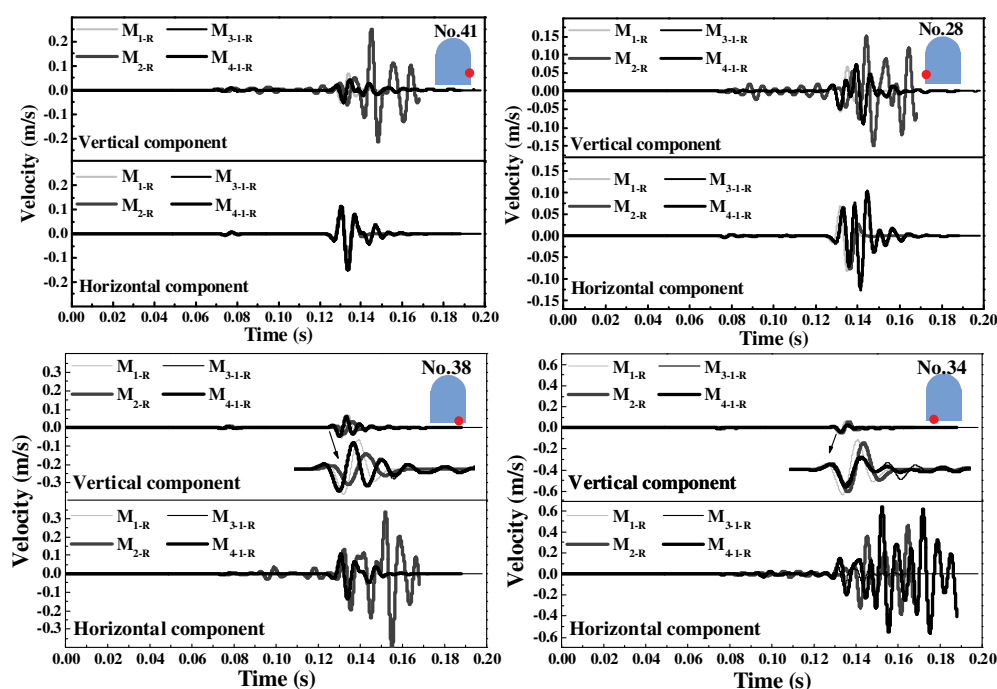 No.41
M1-R M3-1-R
M2-R M4-1-R
0.2
0.1
0.0
-0.1
-0.2
Vertical component
M1-R M3-1-R
M2-R M4-1-R
0.2
0.1
0.0
-0.1
-0.2
Horizontal component
Velocity (m/s)
0.00 0.02 0.04 0.06 0.08 0.10 0.12 0.14 0.16 0.18 0.20
Time (s)
No.28
M1-R M3-1-R
M2-R M4-1-R
0.15
0.10
0.05
0.00
-0.05
-0.10
-0.15
Vertical component
M1-R M3-1-R
M2-R M4-1-R
0.10
0.05
0.00
-0.05
-0.10
-0.15
Horizontal component
Velocity (m/s)
0.00 0.02 0.04 0.06 0.08 0.10 0.12 0.14 0.16 0.18 0.20
Time (s)
No.38
M1-R M3-1-R
M2-R M4-1-R
0.3
0.2
0.1
0.0
-0.1
-0.2
-0.3
Vertical component
M1-R M3-1-R
M2-R M4-1-R
0.3
0.2
0.1
0.0
-0.1
-0.2
-0.3
Horizontal component
Velocity (m/s)
0.00 0.02 0.04 0.06 0.08 0.10 0.12 0.14 0.16 0.18 0.20
Time (s)
No.34
M1-R M3-1-R
M2-R M4-1-R
0.6
0.4
0.2
0.0
-0.2
-0.4
-0.6
Vertical component
M1-R M3-1-R
M2-R M4-1-R
0.6
0.4
0.2
0.0
-0.2
-0.4
-0.6
Horizontal component
Velocity (m/s)
0.00 0.02 0.04 0.06 0.08 0.10 0.12 0.14 0.16 0.18 0.20
Time (s)